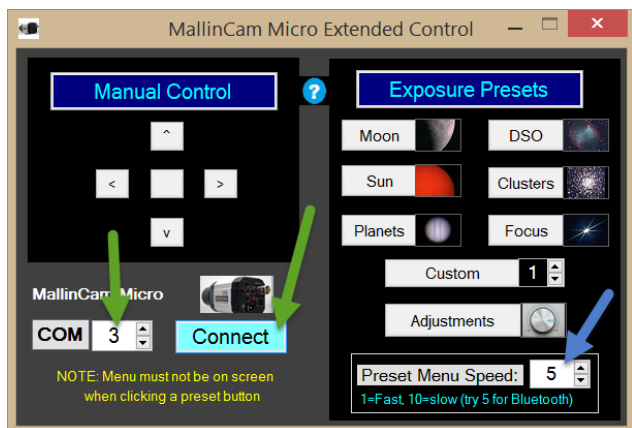 MallinCam Micro Extended Control
Manual Control
^
<
>
v
MallinCam Micro
COM 3 Connect
NOTE: Menu must not be on screen
when clicking a preset button
?
Exposure Presets
Moon DSO
Sun Clusters
Planets Focus
Custom 1
Adjustments
Preset Menu Speed: 5
1=Fast, 10=slow (try 5 for Bluetooth)